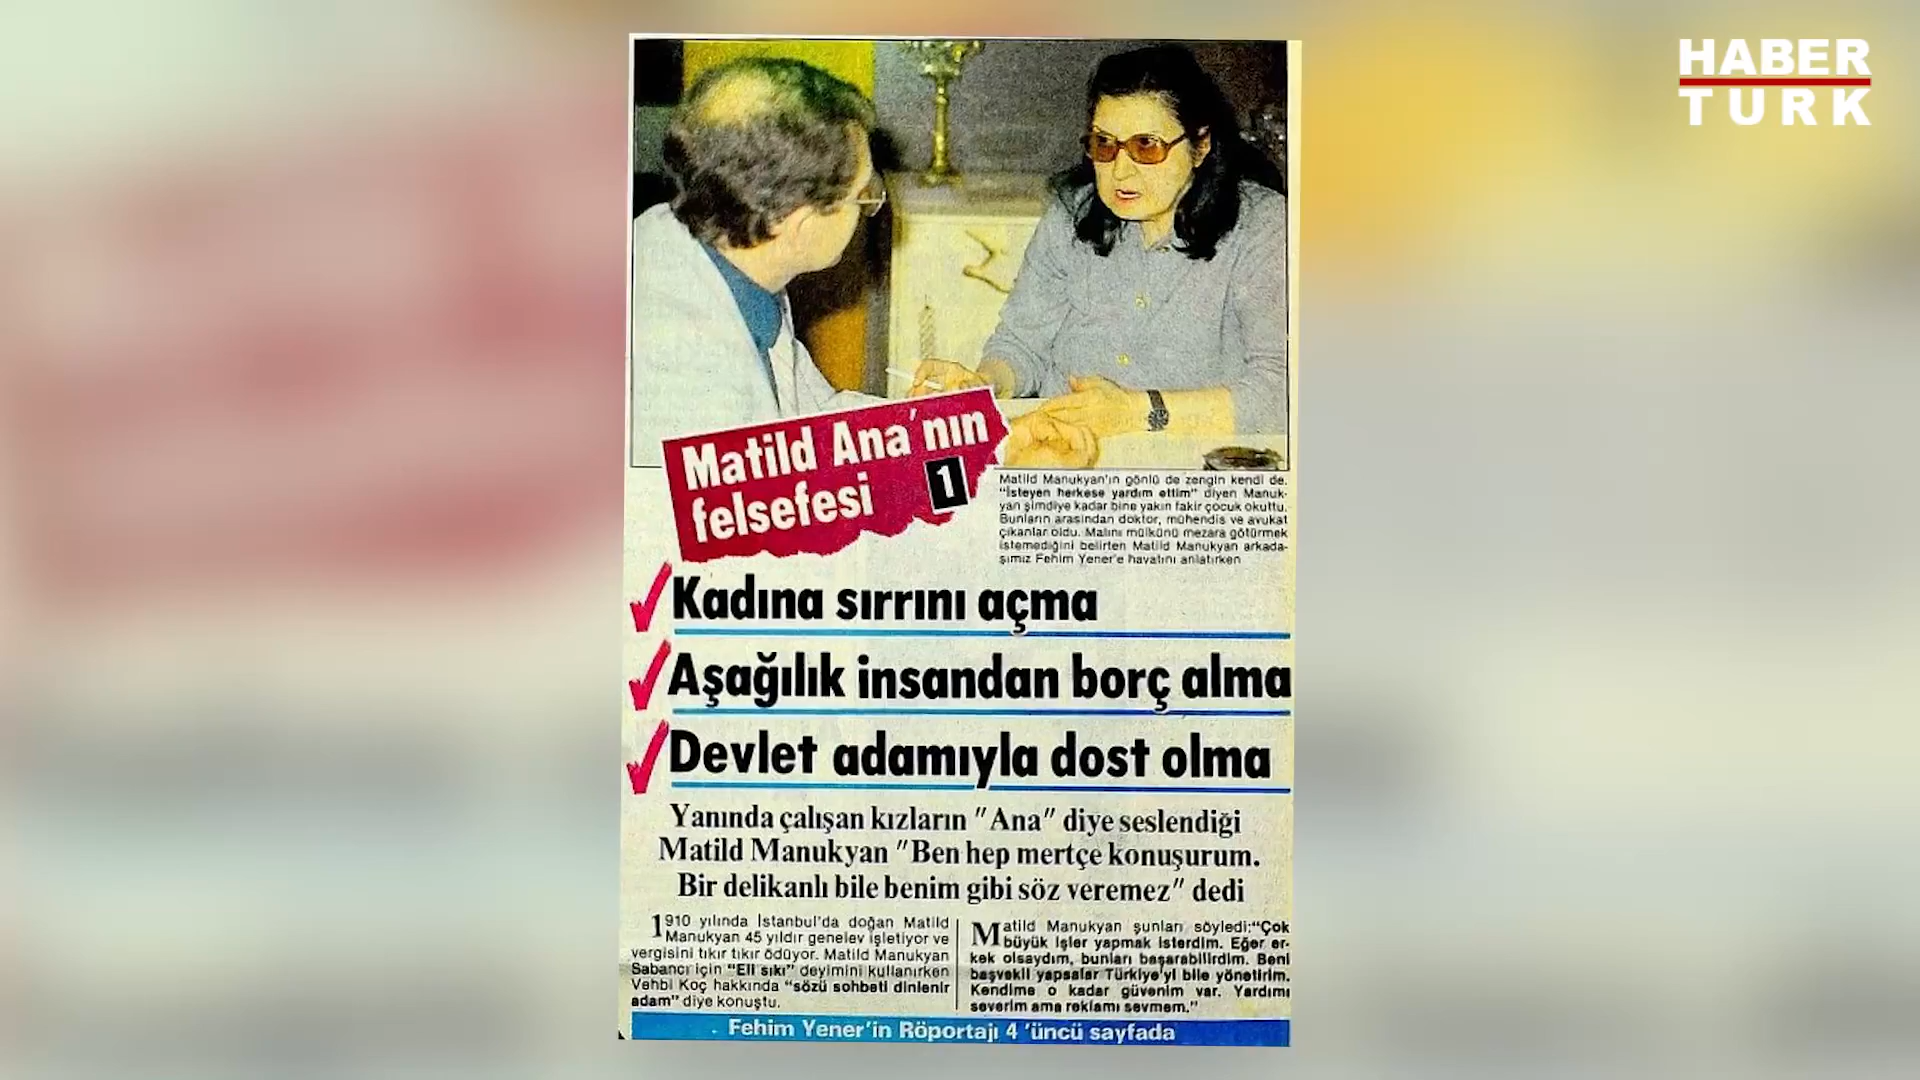 HABER
TURK
Matild Ana'nın
felsefesi 1
Matild Manukyan'ın gönlü de zengin kendi de.
"İsteyen herkese yardım ettim" diyen Manuk-
yan şimdiye kadar bine yakın fakir çocuk okuttu.
Bunların arasından doktor, mühendis ve avukat
çıkanlar oldu. Malını mülkünü mezara götürmek
istemediğini belirten Matild Manukyan arkada-
şımız Fehim Yener'e hayatını anlatırken
Kadına sırrını açma
Aşağılık insandan borç alma
Devlet adamıyla dost olma
Yanında çalışan kızların "Ana" diye seslendiği
Matild Manukyan "Ben hep mertçe konuşurum.
Bir delikanlı bile benim gibi söz veremez" dedi
1910 yılında İstanbul'da doğan Matild
Manukyan 45 yıldır genelev işletiyor ve
vergisini tıkır tıkır ödüyor. Matild Manukyan
Sabancı için "Eli sıkı" deyimini kullanırken
Vehbi Koç hakkında "sözü sohbeti dinlenir
adam" diye konuştu.
Matild Manukyan şunları söyledi:"Çok
büyük işler yapmak isterdim. Eğer er-
kek olsaydım, bunları başarabilirdim. Beni
başvekil yapsalar Türkiye'yi bile yönetirim.
Kendime o kadar güvenim var. Yardımı
severim ama reklamı sevmem."
Fehim Yener'in Röportajı 4 'üncü sayfada